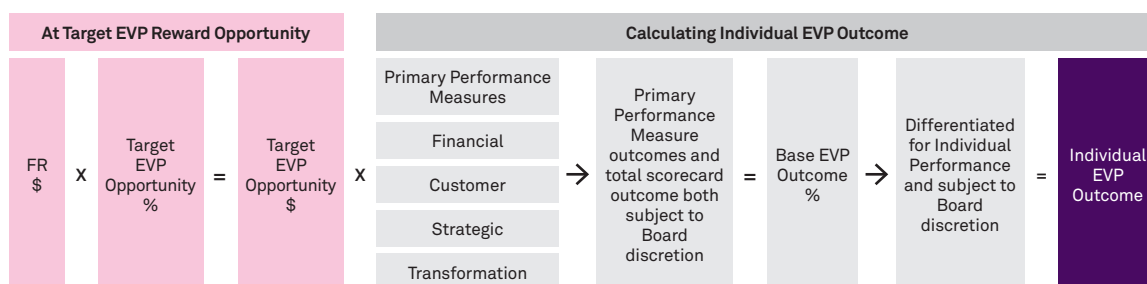 At Target EVP Reward Opportunity
Calculating Individual EVP Outcome
FR
$
X
Target
EVP
Opportunity
%
=
Target
EVP
Opportunity
$
X
Primary Performance
Measures
Financial
Customer
Strategic
Transformation
→
Primary
Performance
Measure
outcomes and
total scorecard
outcome both
subject to
Board
discretion
=
Base EVP
Outcome
%
→
Differentiated
for Individual
Performance
and subject to
Board
discretion
=
Individual
EVP
Outcome